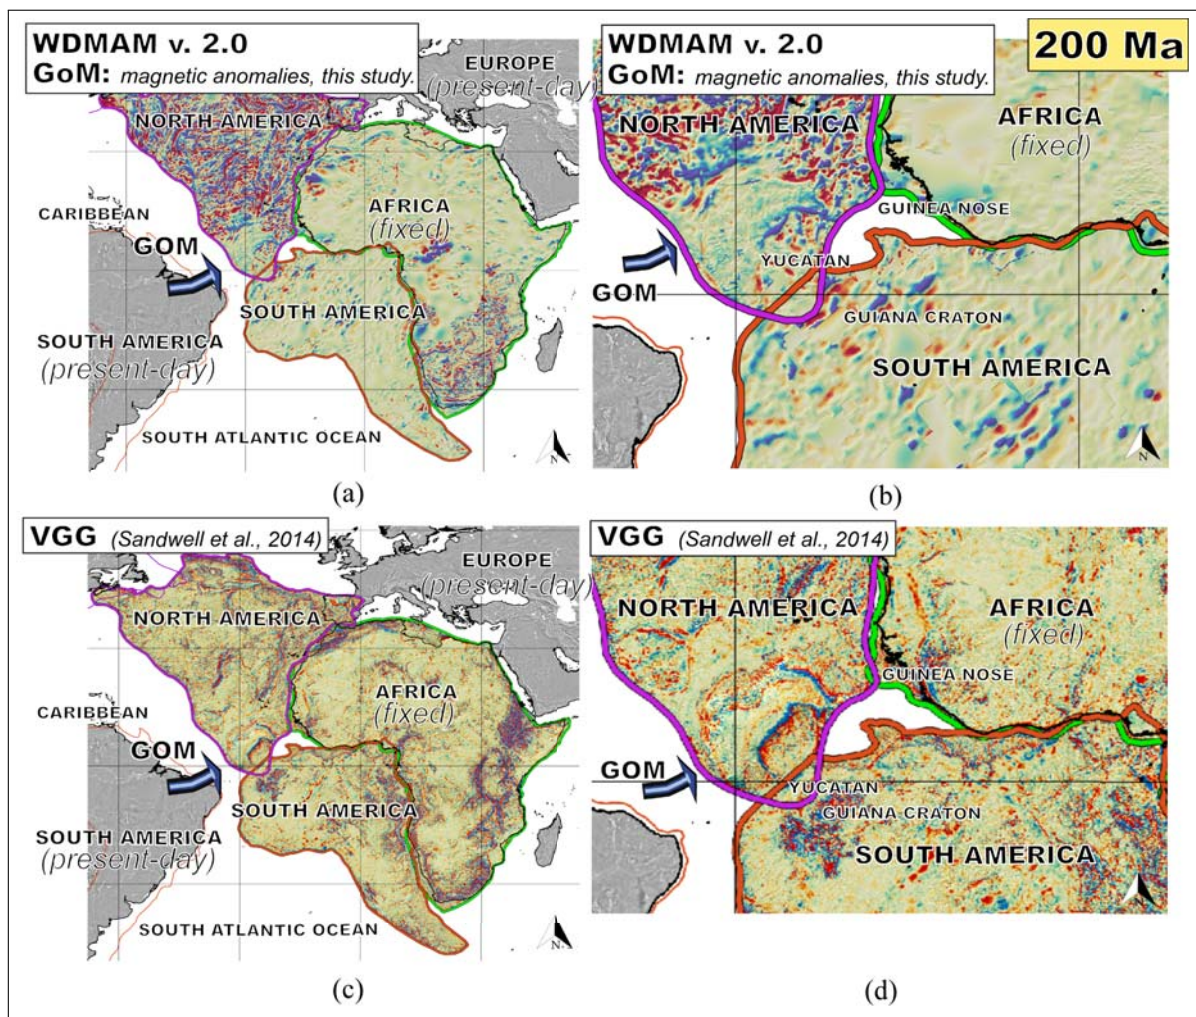 WDMAM v. 2.0
GoM: magnetic anomalies, this study.
EUROPE
(present-day)
NORTH AMERICA
CARIBBEAN
AFRICA
(fixed)
GOM
SOUTH AMERICA
SOUTH AMERICA
(present-day)
SOUTH ATLANTIC OCEAN
N
(a)
WDMAM v. 2.0
GoM: magnetic anomalies, this study.
200 Ma
NORTH AMERICA
AFRICA
(fixed)
GUINEA NOSE
YUCATAN
GOM
GUIANA CRATON
SOUTH AMERICA
N
(b)
VGG (Sandwell et al., 2014)
EUROPE
(present-day)
NORTH AMERICA
AFRICA
(fixed)
CARIBBEAN
GOM
SOUTH AMERICA
SOUTH AMERICA
(present-day)
SOUTH ATLANTIC OCEAN
N
(c)
VGG (Sandwell et al., 2014)
NORTH AMERICA
AFRICA
(fixed)
GUINEA NOSE
GOM
YUCATAN
GUIANA CRATON
SOUTH AMERICA
N
(d)